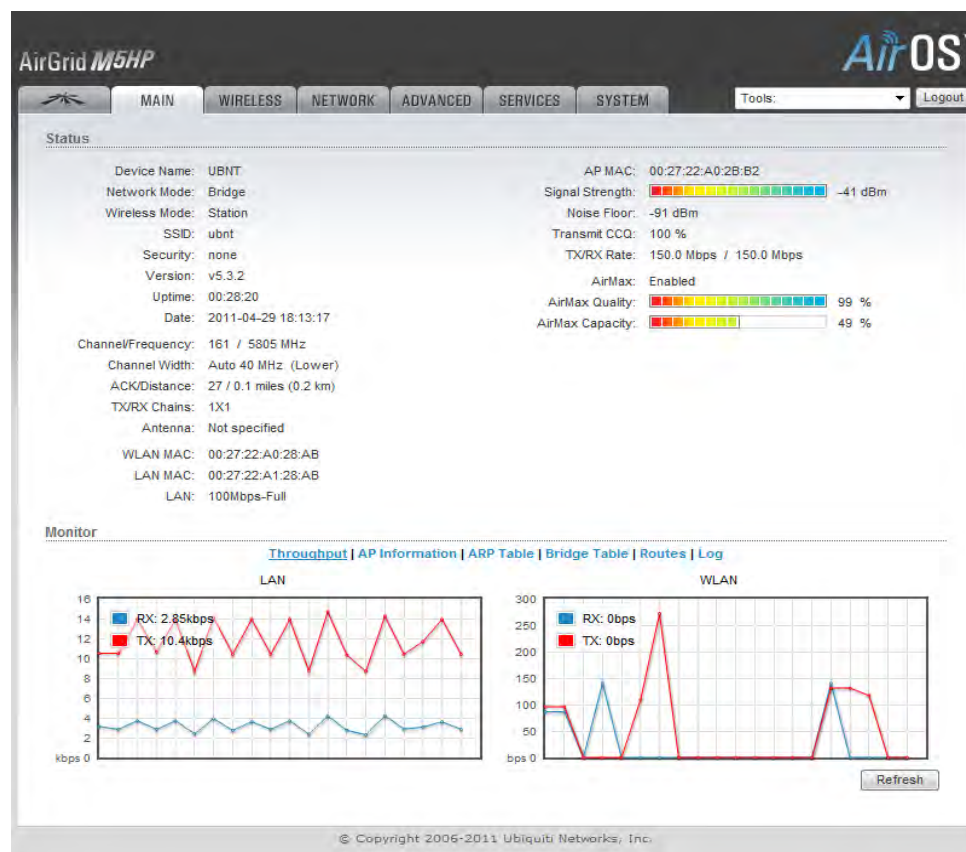 AirGrid M5HP
AirOS
MAIN WIRELESS NETWORK ADVANCED SERVICES SYSTEM Tools: Logout
Status
Device Name: UBNT
Network Mode: Bridge
Wireless Mode: Station
SSID: ubnt
Security: none
Version: v5.3.2
Uptime: 00:28:20
Date: 2011-04-29 18:13:17
Channel/Frequency: 161 / 5805 MHz
Channel Width: Auto 40 MHz (Lower)
ACK/Distance: 27 / 0.1 miles (0.2 km)
TX/RX Chains: 1X1
Antenna: Not specified
WLAN MAC: 00:27:22:A0:28:AB
LAN MAC: 00:27:22:A1:28:AB
LAN: 100Mbps-Full
AP MAC: 00:27:22:A0:2B:B2
Signal Strength: -41 dBm
Noise Floor: -91 dBm
Transmit CCQ: 100 %
TX/RX Rate: 150.0 Mbps / 150.0 Mbps
AirMax: Enabled
AirMax Quality: 99 %
AirMax Capacity: 49 %
Monitor
Throughput | AP Information | ARP Table | Bridge Table | Routes | Log
LAN
16
14
12
10
8
6
4
2
kbps 0
RX: 2.85kbps
TX: 10.4kbps
WLAN
300
250
200
150
100
50
bps 0
RX: 0bps
TX: 0bps
Refresh
© Copyright 2006-2011 Ubiquiti Networks, Inc.